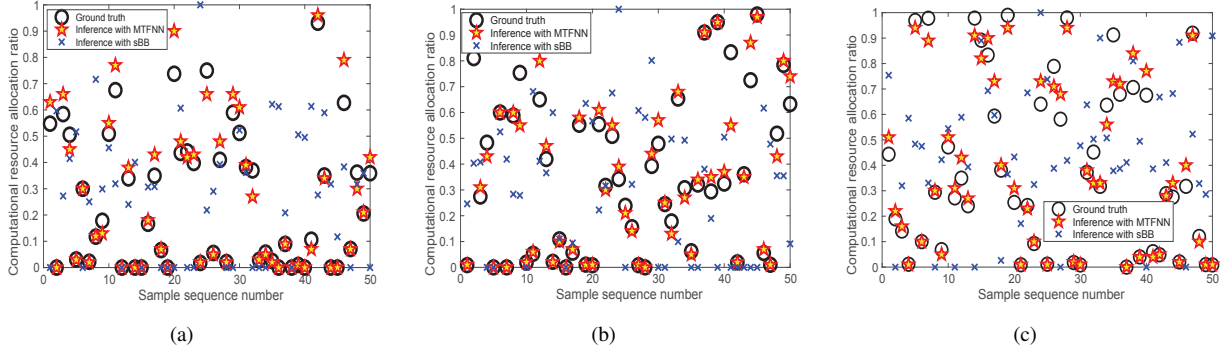 Computational resource allocation ratio
1
0.9
0.8
0.7
0.6
0.5
0.4
0.3
0.2
0.1
0
Ground truth
Inference with MTFNN
Inference with sBB
0 10 20 30 40 50
Sample sequence number
(a)
Computational resource allocation ratio
1
0.9
0.8
0.7
0.6
0.5
0.4
0.3
0.2
0.1
0
Ground truth
Inference with MTFNN
Inference with sBB
0 10 20 30 40 50
Sample sequence number
(b)
Computational resource allocation ratio
1
0.9
0.8
0.7
0.6
0.5
0.4
0.3
0.2
0.1
0
Ground truth
Inference with MTFNN
Inference with sBB
0 10 20 30 40 50
Sample sequence number
(c)